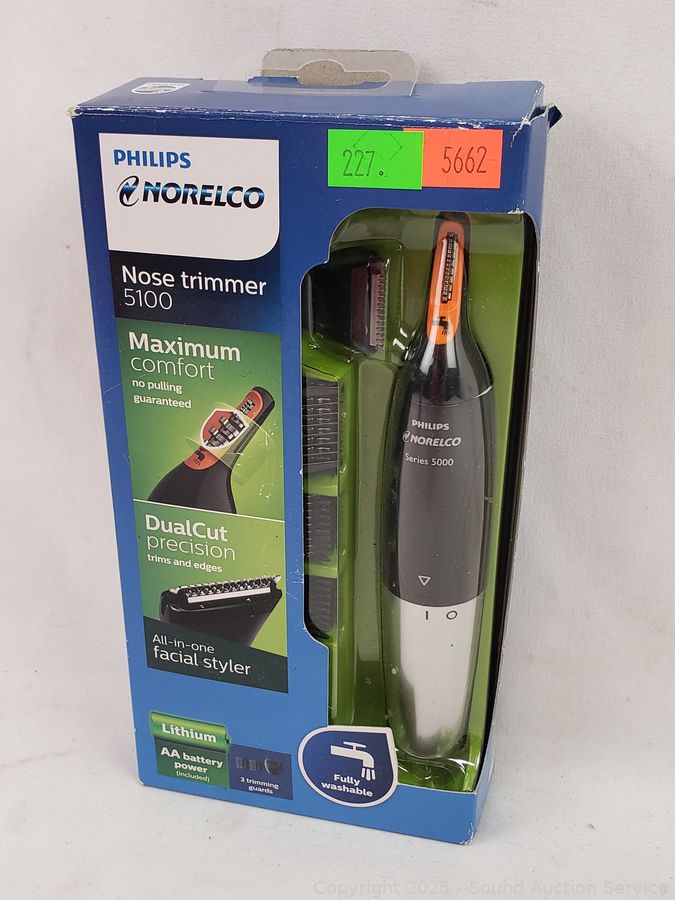 227.
5662
PHILIPS
NORELCO
Nose trimmer
5100
Maximum
comfort
no pulling
guaranteed
DualCut
precision
trims and edges
All-in-one
facial styler
Lithium
AA battery
power
(included)
3 trimming
guards
Fully
washable
PHILIPS
NORELCO
Series 5000
I O
Copyright 2025 - Sound Auction Service